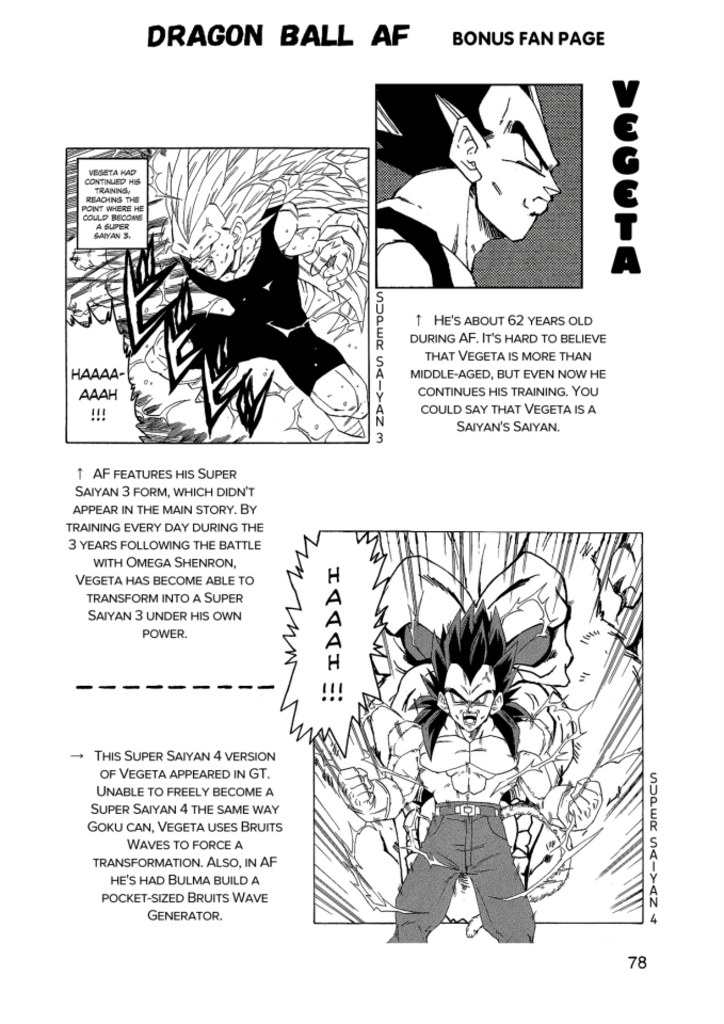 DRAGON BALL AF
BONUS FAN PAGE
VEGETA
VEGETA HAD
CONTINUED HIS
TRAINING,
REACHING THE
POINT WHERE HE
COULD BECOME
A SUPER
SAIYAN 3.
HAAAA-
AAAH
!!!
SUPER SAIYAN 3
↑ HE'S ABOUT 62 YEARS OLD
DURING AF. IT'S HARD TO BELIEVE
THAT VEGETA IS MORE THAN
MIDDLE-AGED, BUT EVEN NOW HE
CONTINUES HIS TRAINING. YOU
COULD SAY THAT VEGETA IS A
SAIYAN'S SAIYAN.
↑ AF FEATURES HIS SUPER
SAIYAN 3 FORM, WHICH DIDN'T
APPEAR IN THE MAIN STORY. BY
TRAINING EVERY DAY DURING THE
3 YEARS FOLLOWING THE BATTLE
WITH OMEGA SHENRON,
VEGETA HAS BECOME ABLE TO
TRANSFORM INTO A SUPER
SAIYAN 3 UNDER HIS OWN
POWER.
HAAAH!!!
→ THIS SUPER SAIYAN 4 VERSION
OF VEGETA APPEARED IN GT.
UNABLE TO FREELY BECOME A
SUPER SAIYAN 4 THE SAME WAY
GOKU CAN, VEGETA USES BRUITS
WAVES TO FORCE A
TRANSFORMATION. ALSO, IN AF
HE'S HAD BULMA BUILD A
POCKET-SIZED BRUITS WAVE
GENERATOR.
SUPER SAIYAN 4
78